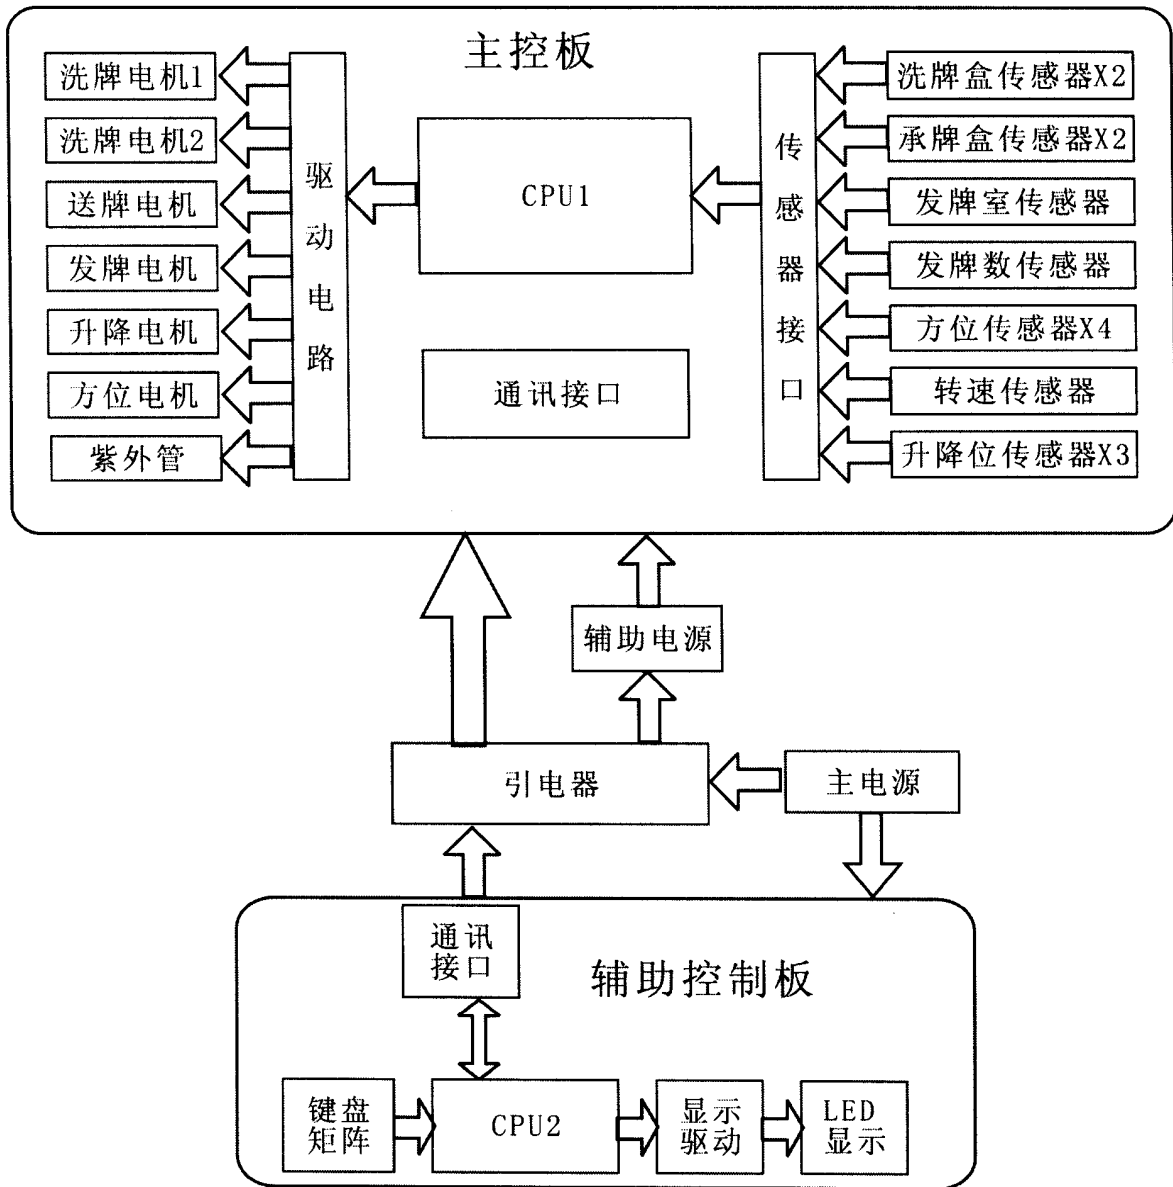 主控板
洗牌电机1
洗牌电机2
送牌电机
发牌电机
升降电机
方位电机
紫外管
驱
动
电
路
CPU1
通讯接口
传
感
器
接
口
洗牌盒传感器X2
承牌盒传感器X2
发牌室传感器
发牌数传感器
方位传感器X4
转速传感器
升降位传感器X3
辅助电源
引电器
主电源
通讯
接口
辅助控制板
键盘
矩阵
CPU2
显示
驱动
LED
显示